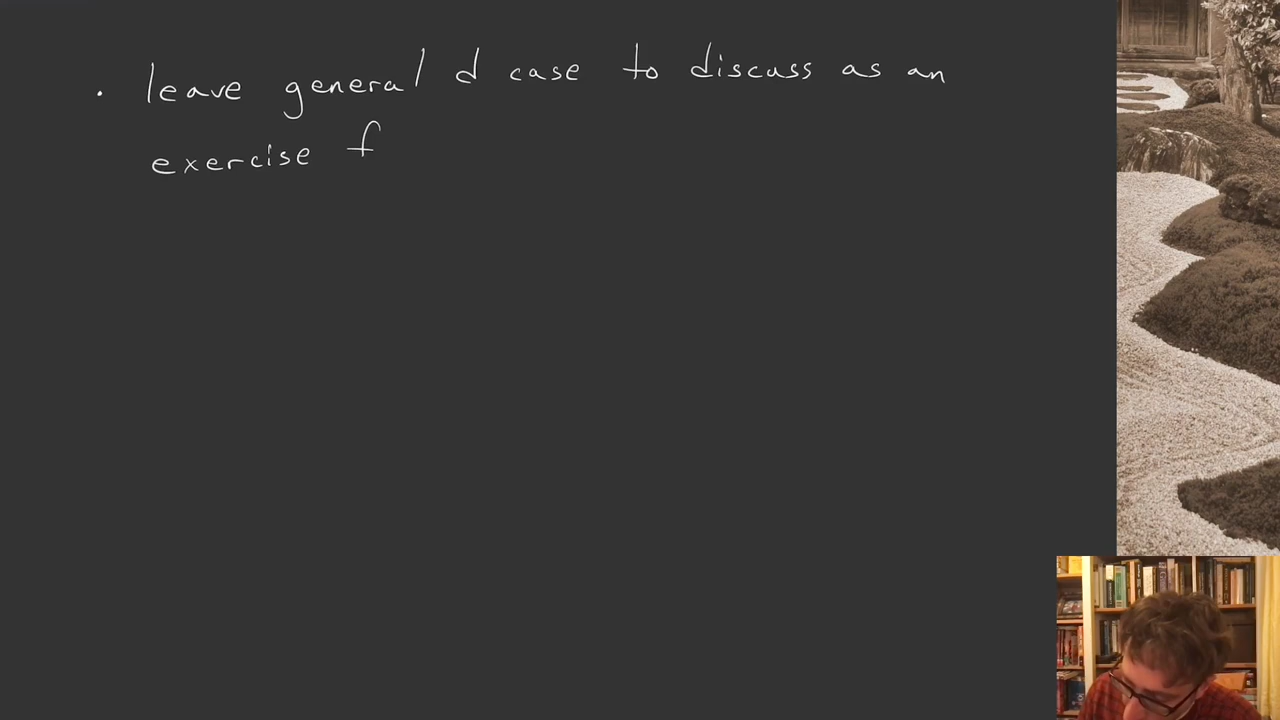 • leave general d case to discuss as an
exercise f